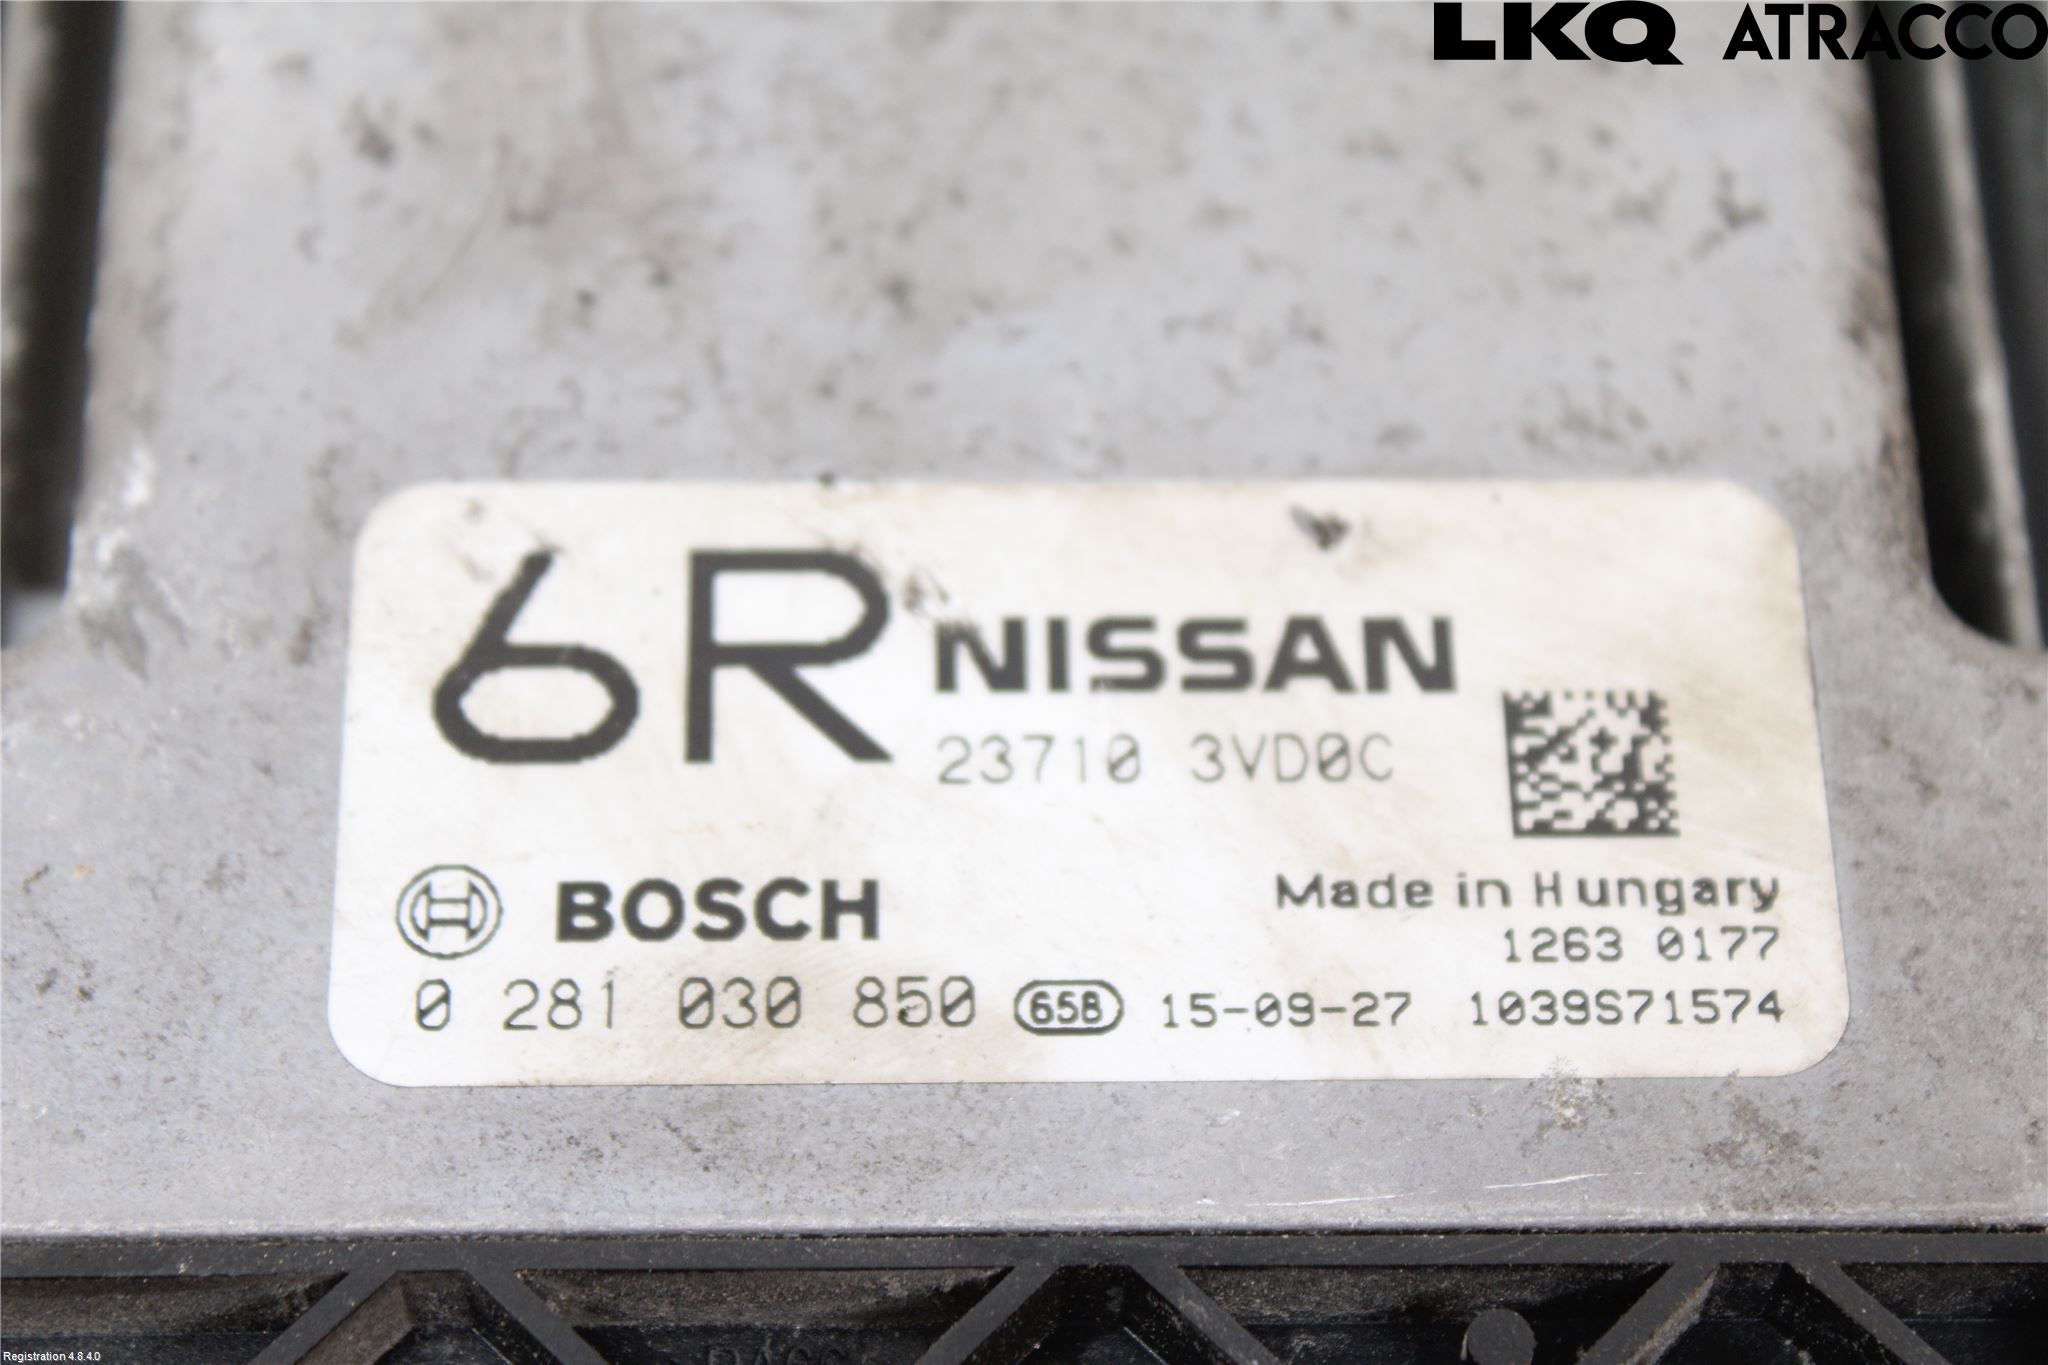 LKQ ATRACCO
6R NISSAN
23710 3VD0C
BOSCH
Made in Hungary
1263 0177
0 281 030 850 65B 15-09-27 1039S71574
Registration 4.8.4.0